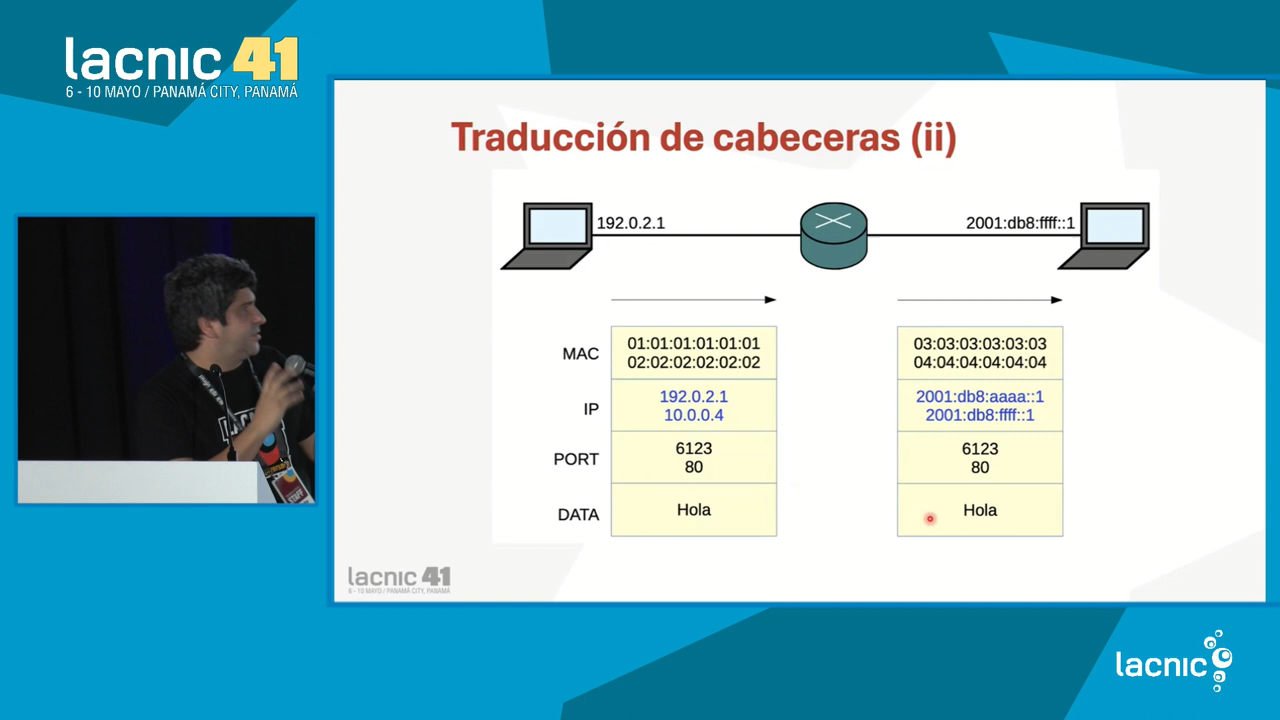 lacnic 41
6 - 10 MAYO / PANAMÁ CITY, PANAMÁ
Traducción de cabeceras (ii)
192.0.2.1
2001:db8:ffff::1
MAC
01:01:01:01:01:01
02:02:02:02:02:02
03:03:03:03:03:03
04:04:04:04:04:04
IP
192.0.2.1
10.0.0.4
2001:db8:aaaa::1
2001:db8:ffff::1
PORT
6123
80
6123
80
DATA
Hola
Hola
lacnic 41
6 - 10 MAYO / PANAMÁ CITY, PANAMÁ
STAFF
lacnic